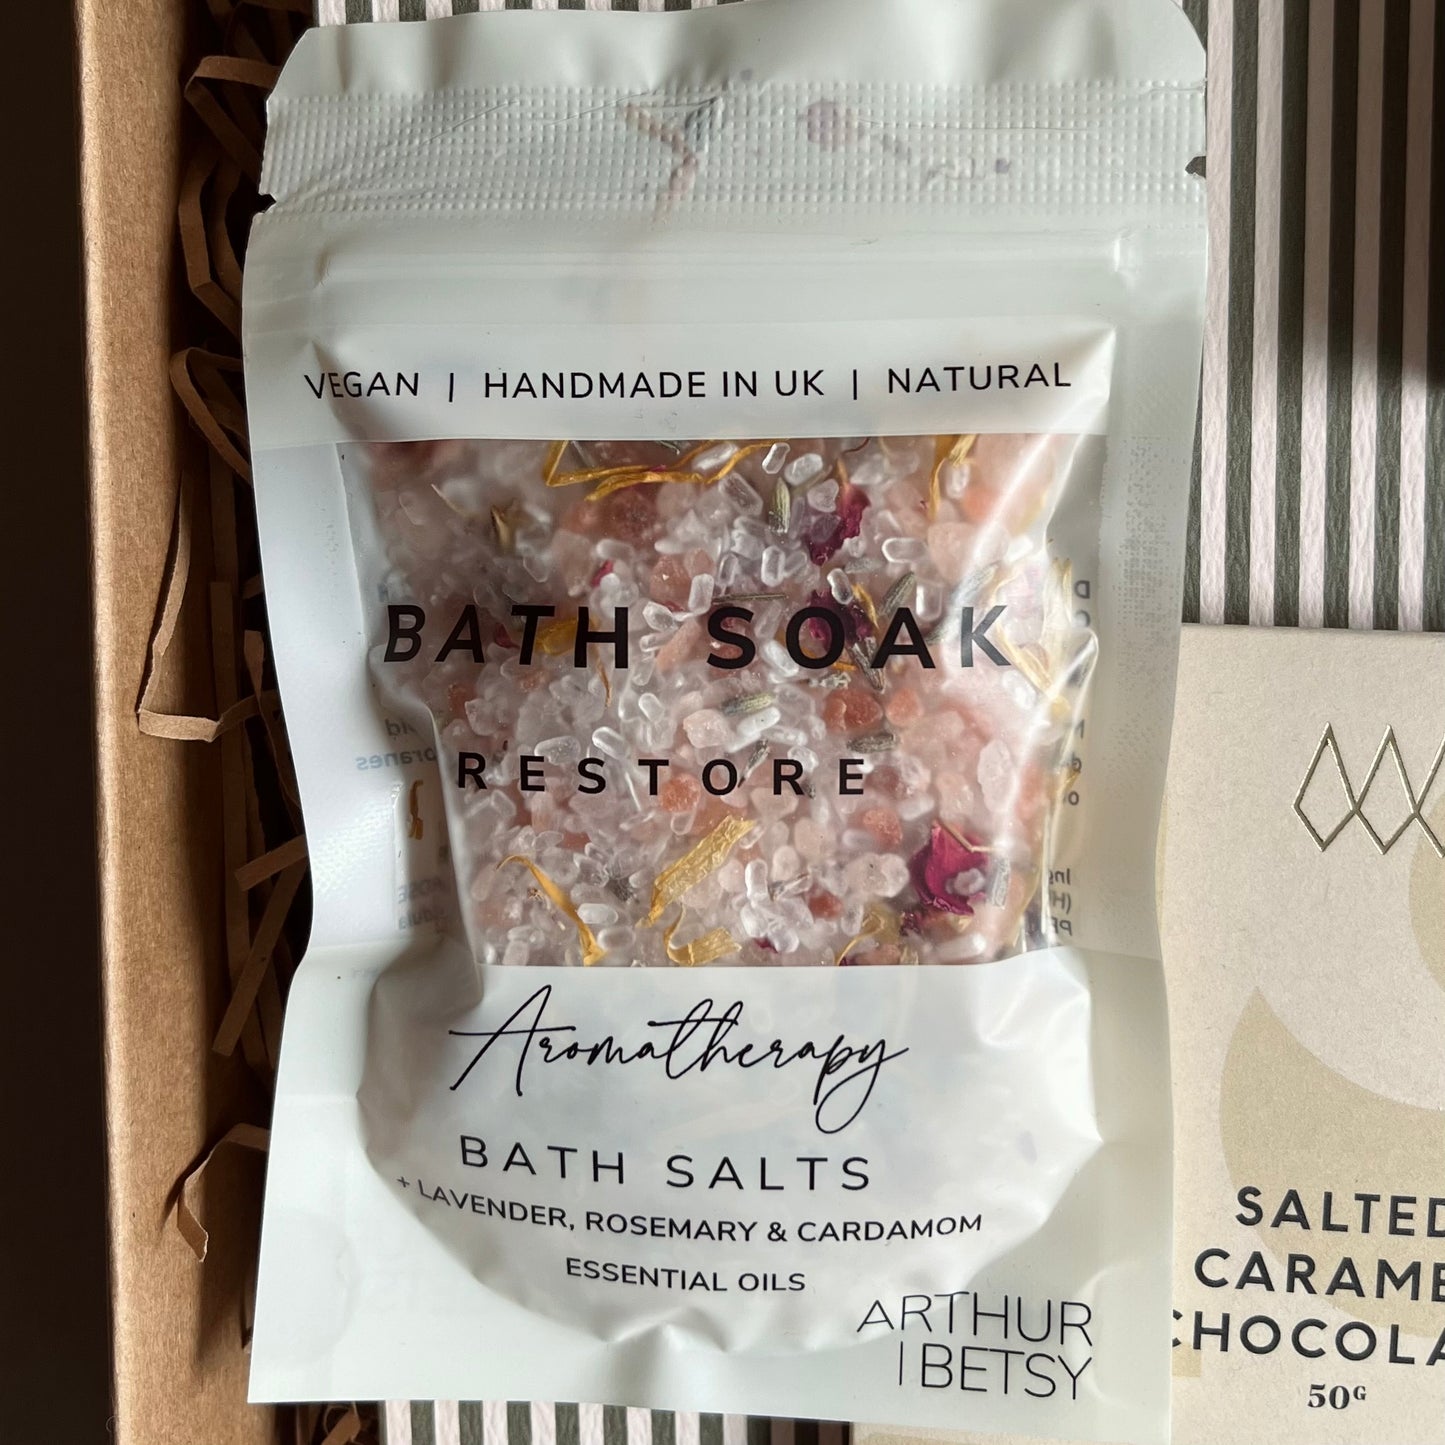 VEGAN | HANDMADE IN UK | NATURAL
BATH SOAK
RESTORE
Aromatherapy
BATH SALTS
+ LAVENDER, ROSEMARY & CARDAMOM
ESSENTIAL OILS
ARTHUR
BETSY
SALTED
CARAME
CHOCOLA
50G